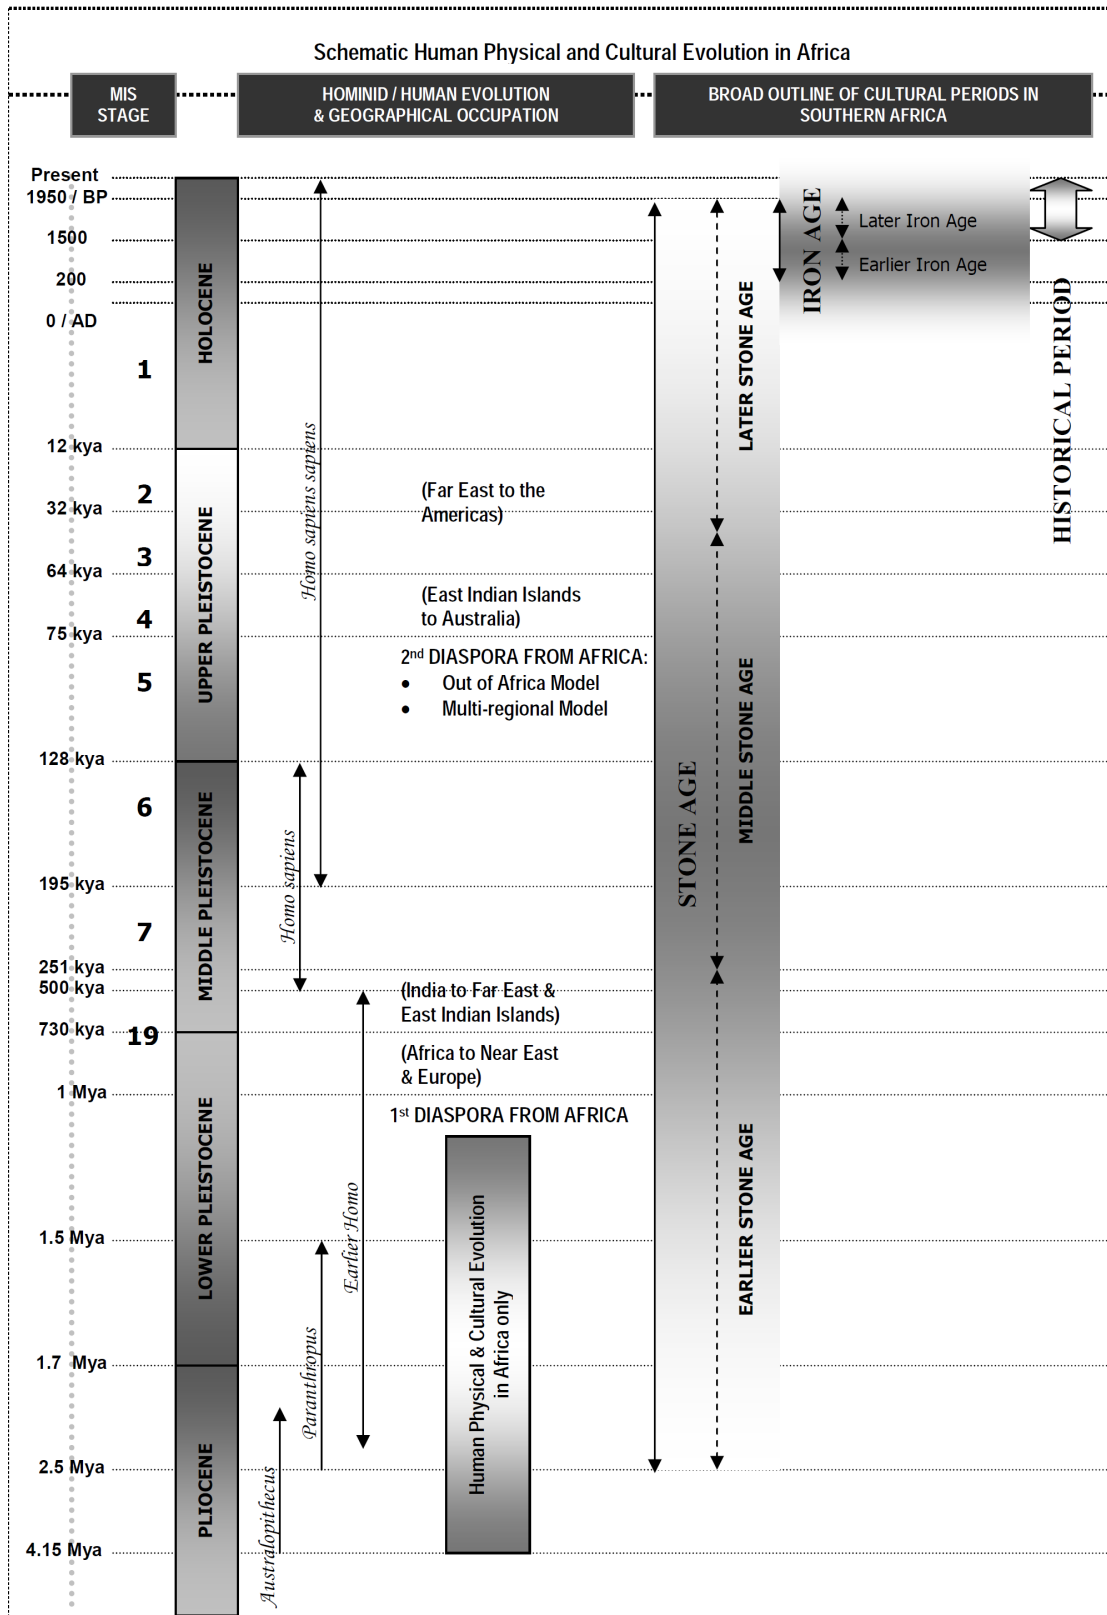 Schematic Human Physical and Cultural Evolution in Africa
MIS
STAGE
HOMINID / HUMAN EVOLUTION
& GEOGRAPHICAL OCCUPATION
BROAD OUTLINE OF CULTURAL PERIODS IN
SOUTHERN AFRICA
Present
1950 / BP
1500
200
0 / AD
12 kya
32 kya
64 kya
75 kya
128 kya
195 kya
251 kya
500 kya
730 kya
1 Mya
1.5 Mya
1.7 Mya
2.5 Mya
4.15 Mya
1
2
3
4
5
6
7
19
HOLOCENE
UPPER PLEISTOCENE
MIDDLE PLEISTOCENE
LOWER PLEISTOCENE
PLIOCENE
Homo sapiens sapiens
Homo sapiens
Earlier Homo
Paranthropus
Australopithecus
(Far East to the
Americas)
(East Indian Islands
to Australia)
2nd DIASPORA FROM AFRICA:
• Out of Africa Model
• Multi-regional Model
(India to Far East &
East Indian Islands)
(Africa to Near East
& Europe)
1st DIASPORA FROM AFRICA
Human Physical & Cultural Evolution
in Africa only
STONE AGE
LATER STONE AGE
MIDDLE STONE AGE
EARLIER STONE AGE
IRON AGE
Later Iron Age
Earlier Iron Age
HISTORICAL PERIOD